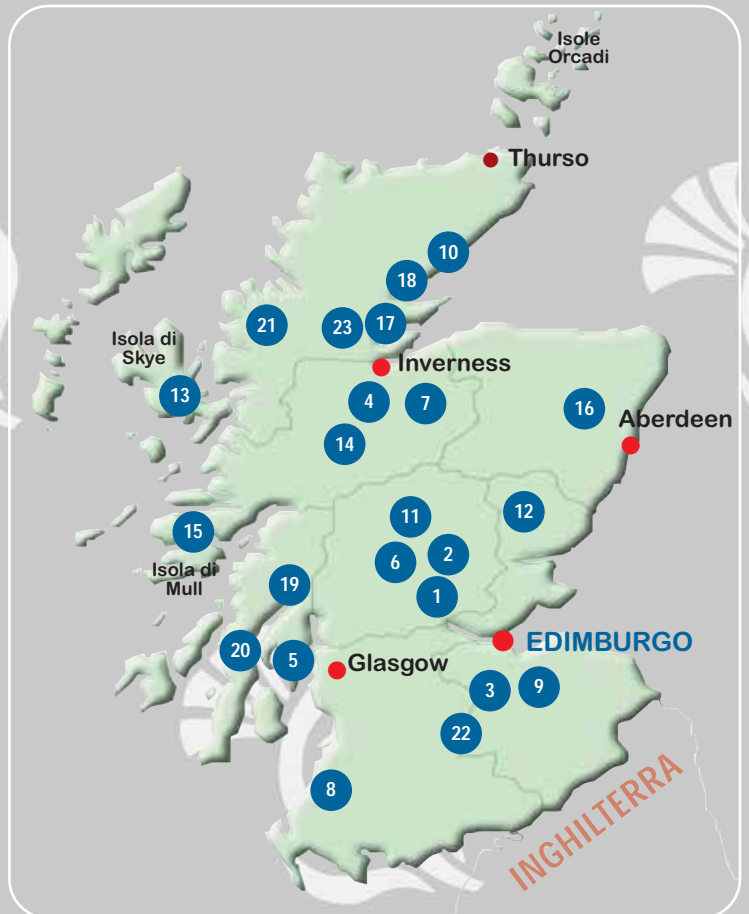 Isole
Orcadi
Thurso
10
18
21
23
17
Isola di
Skye
Inverness
13
4
7
16
Aberdeen
14
11
12
15
2
6
Isola di
Mull
19
1
20
5
EDIMBURGO
Glasgow
3
9
22
8
INGHILTERRA